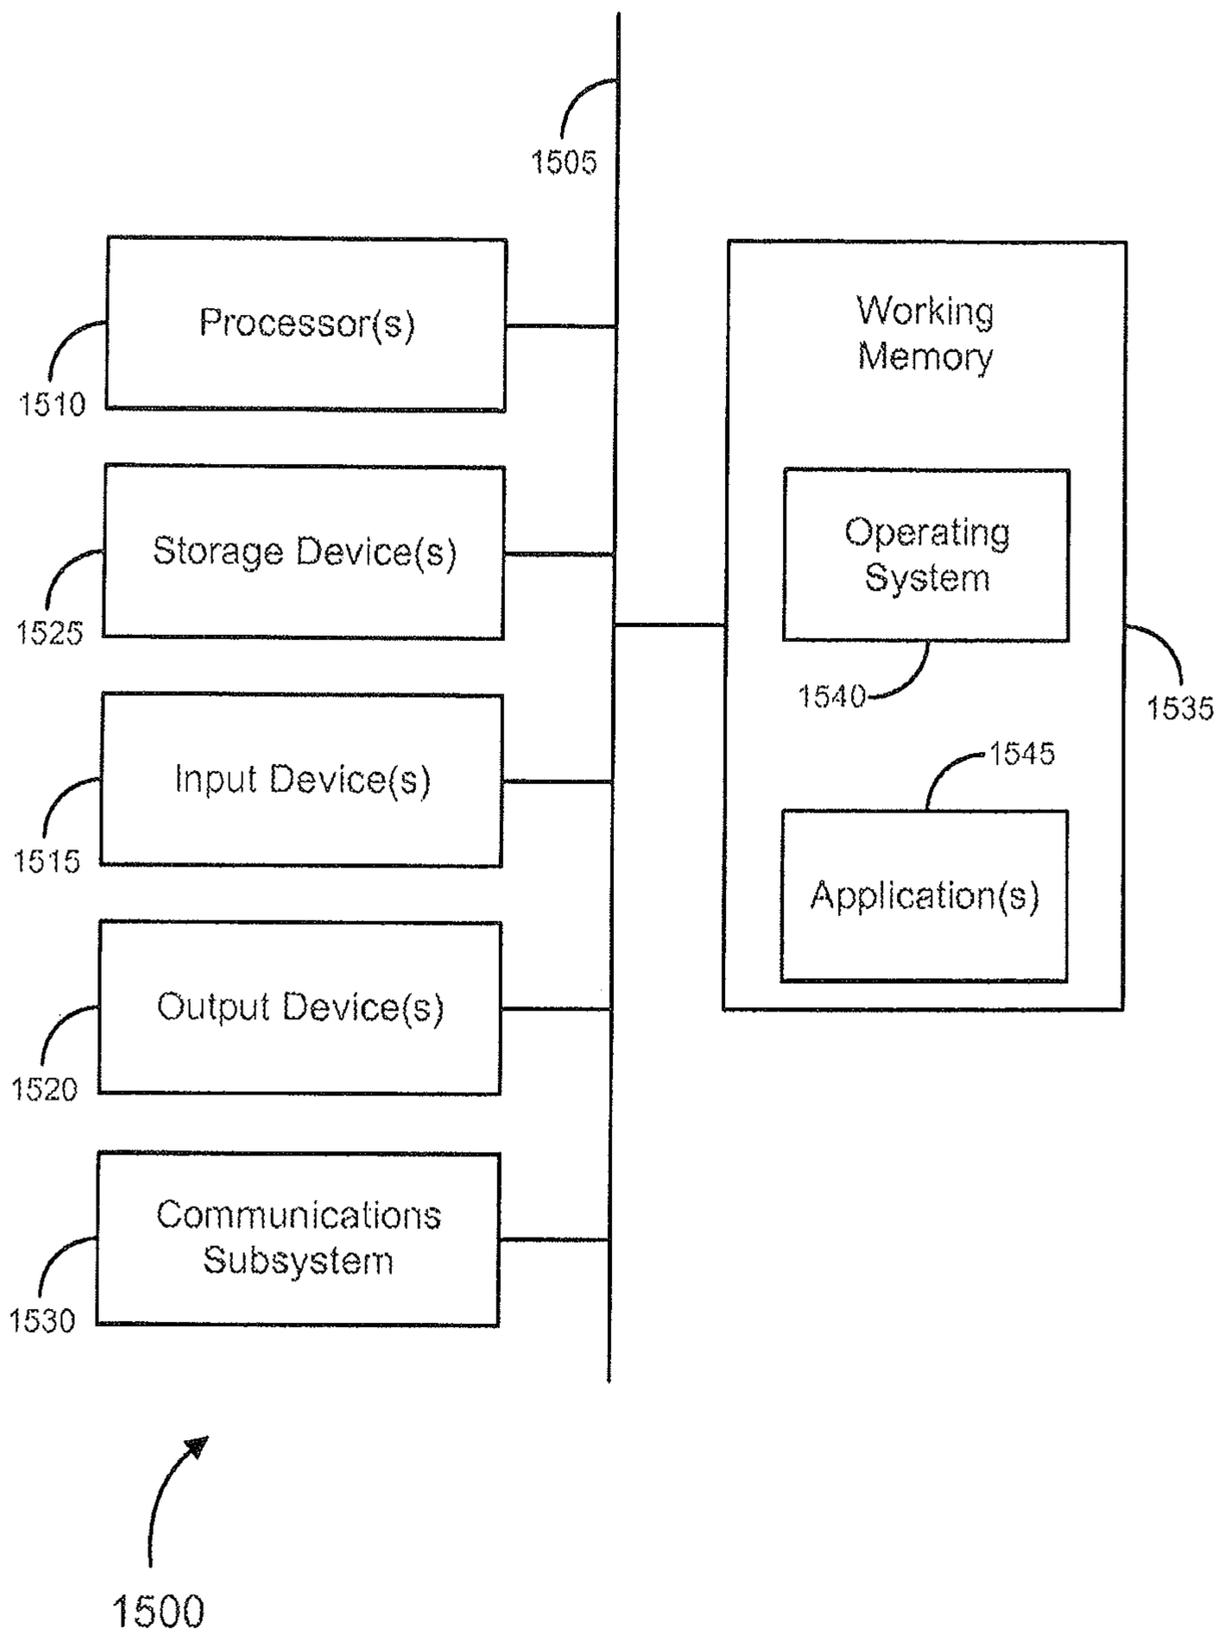 1505
Processor(s)
1510
Storage Device(s)
1525
Input Device(s)
1515
Output Device(s)
1520
Communications
Subsystem
1530
Working
Memory
Operating
System
1540
1535
1545
Application(s)
1500